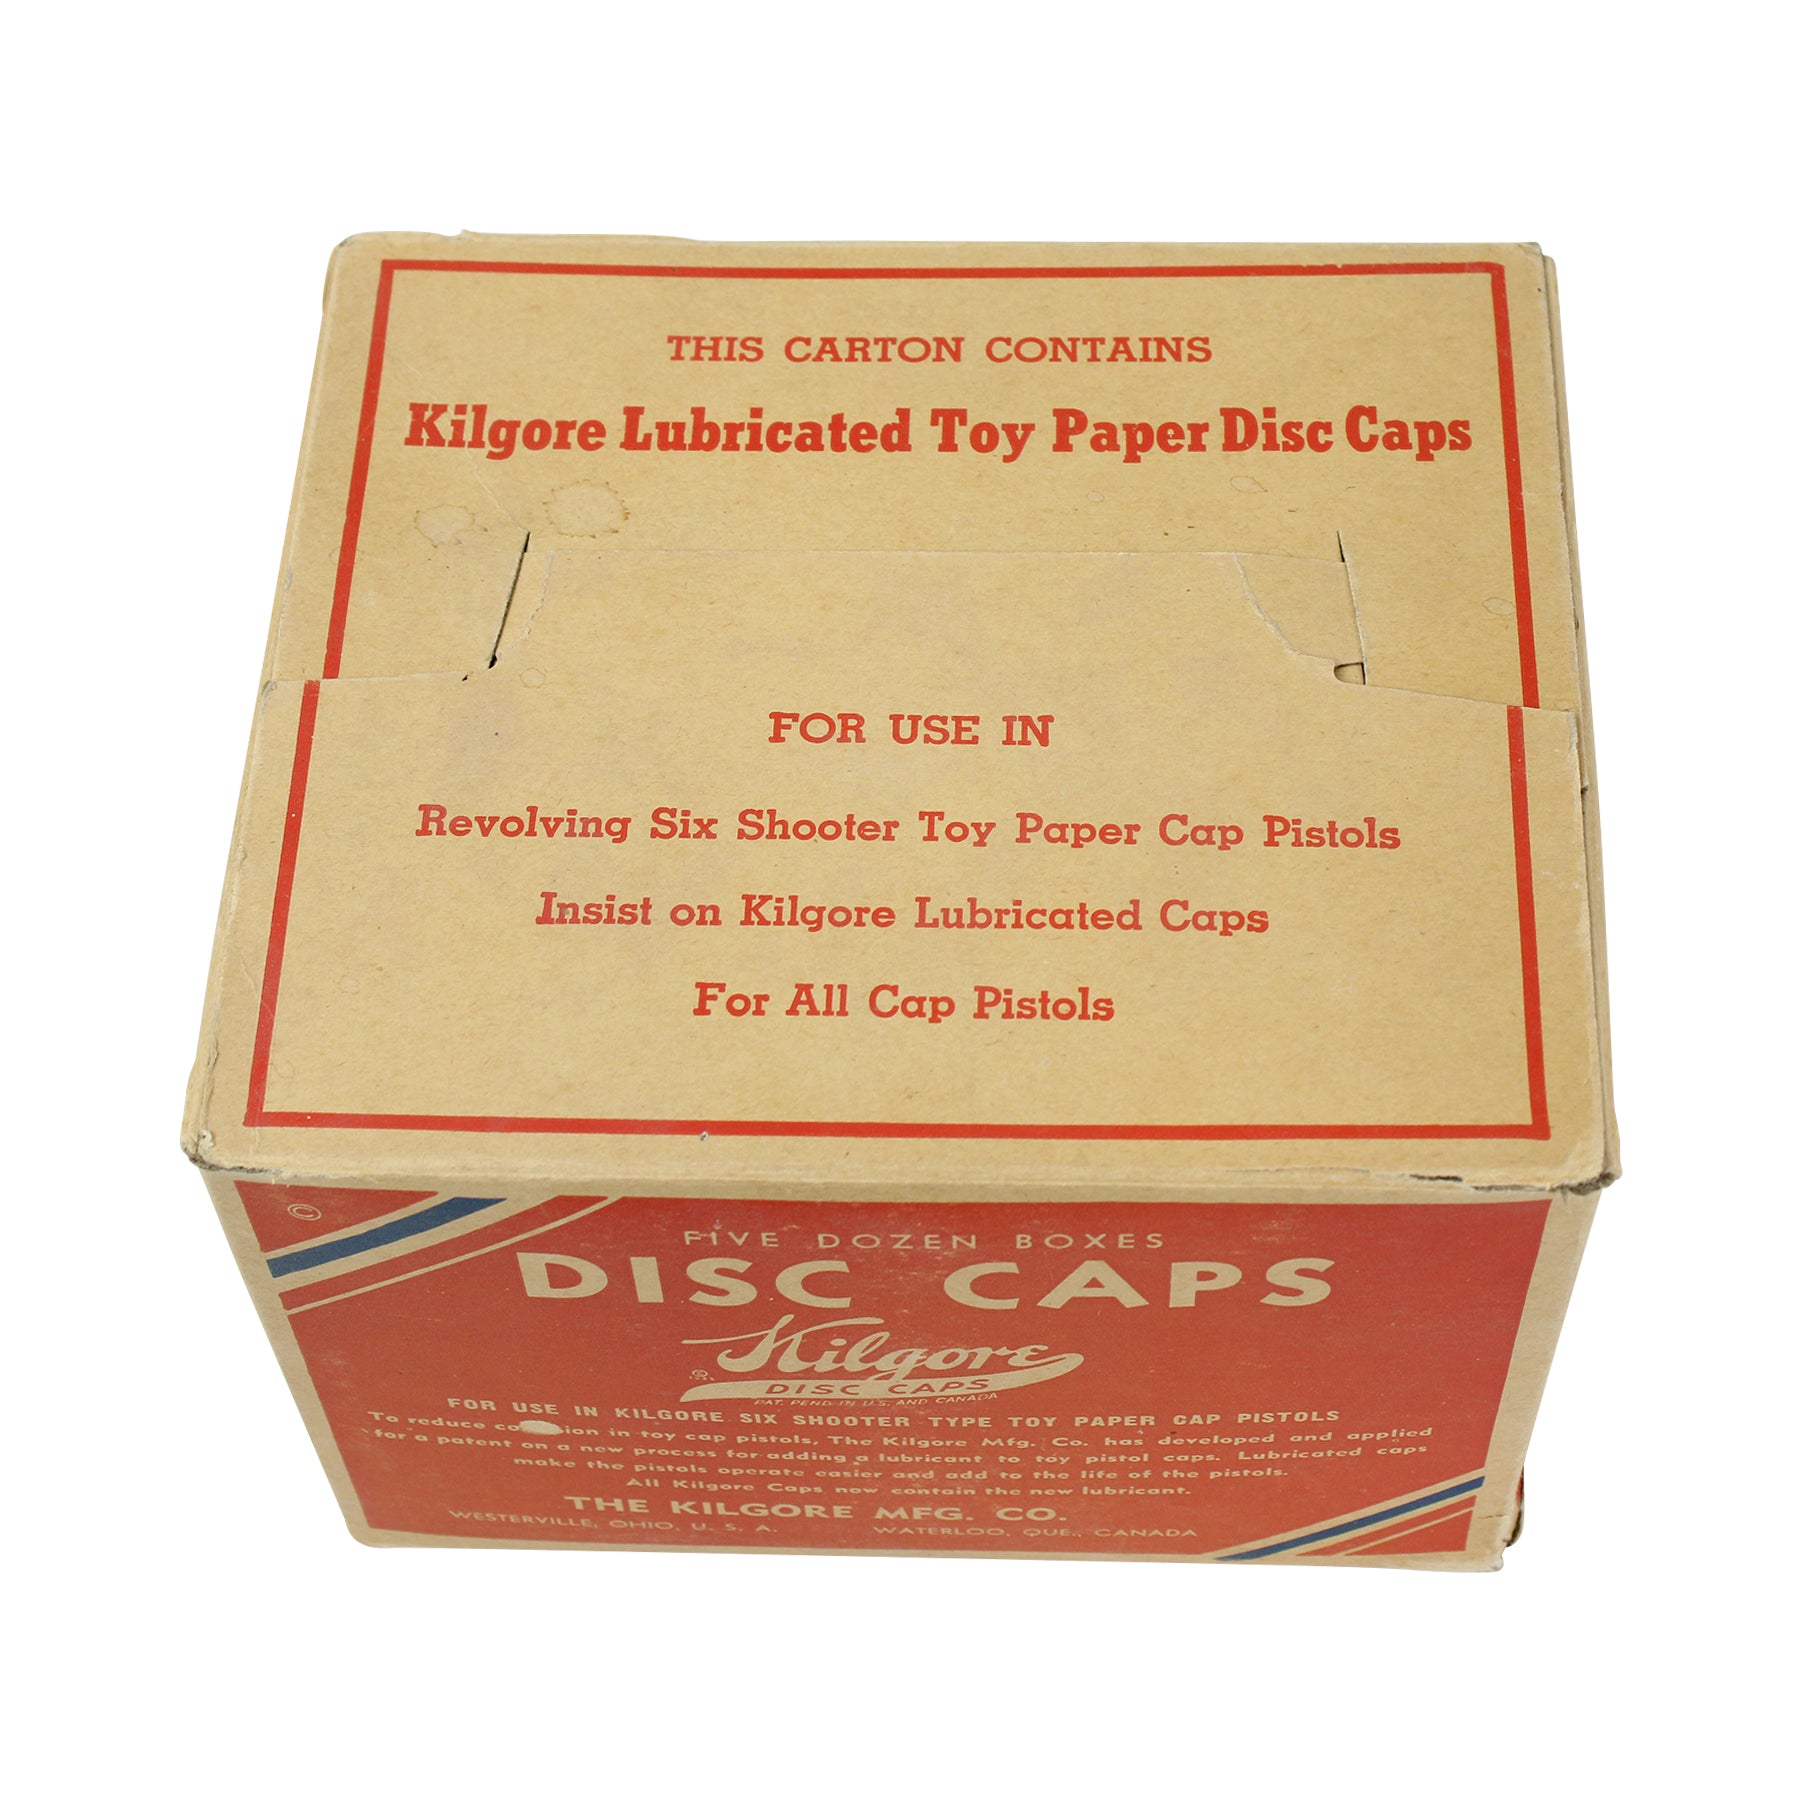 THIS CARTON CONTAINS
Kilgore Lubricated Toy Paper Disc Caps
FOR USE IN
Revolving Six Shooter Toy Paper Cap Pistols
Insist on Kilgore Lubricated Caps
For All Cap Pistols
©
FIVE DOZEN BOXES
DISC CAPS
Kilgore
®
DISC CAPS
PAT. PEND. IN U.S. AND CANADA
FOR USE IN KILGORE SIX SHOOTER TYPE TOY PAPER CAP PISTOLS
To reduce in toy cap pistols, The Kilgore Mfg. Co. has developed and applied
for a patent on a new process for adding a lubricant to toy pistol caps. Lubricated caps
make the pistols operate easier and add to the life of the pistols.
All Kilgore Caps now contain the new lubricant.
THE KILGORE MFG. CO.
WESTERVILLE, OHIO, U. S. A. WATERLOO, QUE., CANADA